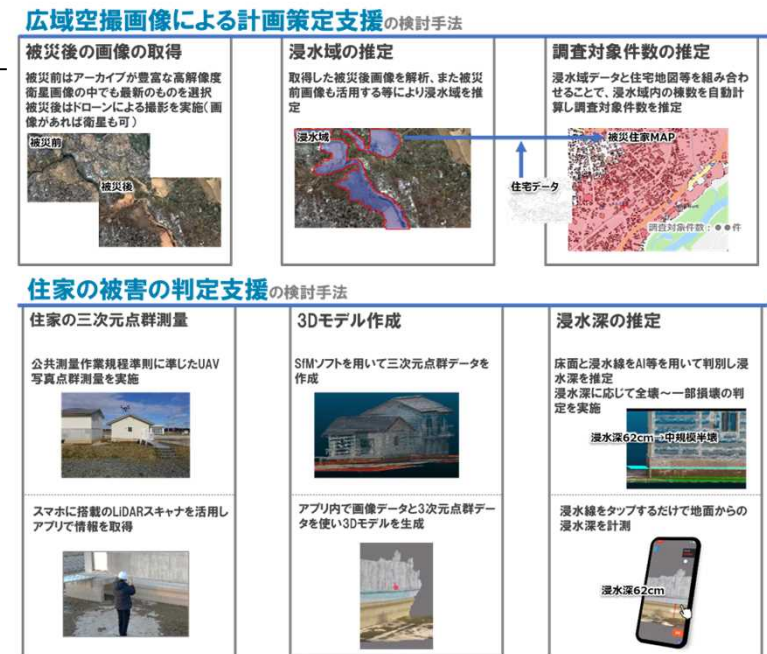 広域空撮画像による計画策定支援の検討手法
被災後の画像の取得
被災前はアーカイブが豊富な高解像度
衛星画像の中でも最新のものを選択
被災後はドローンによる撮影を実施(画
像があれば衛星も可)
被災前
被災後
浸水域の推定
取得した被災後画像を解析、また被災
前画像も活用する等により浸水域を推
定
浸水域
住宅データ
調査対象件数の推定
浸水域データと住宅地図等を組み合わ
せることで、浸水域内の棟数を自動計
算し調査対象件数を推定
被災住家MAP
調査対象件数:●●件
住家の被害の判定支援の検討手法
住家の三次元点群測量
公共測量作業規程準則に準じたUAV
写真点群測量を実施
スマホに搭載のLiDARスキャナを活用し
アプリで情報を取得
3Dモデル作成
SfMソフトを用いて三次元点群データを
作成
アプリ内で画像データと3次元点群デー
タを使い3Dモデルを生成
浸水深の推定
床面と浸水線をAI等を用いて判別し浸
水深を推定
浸水深に応じて全壊~一部損壊の判
定を実施
浸水深62cm→中規模半壊
浸水線をタップするだけで地面からの
浸水深を計測
浸水深62cm